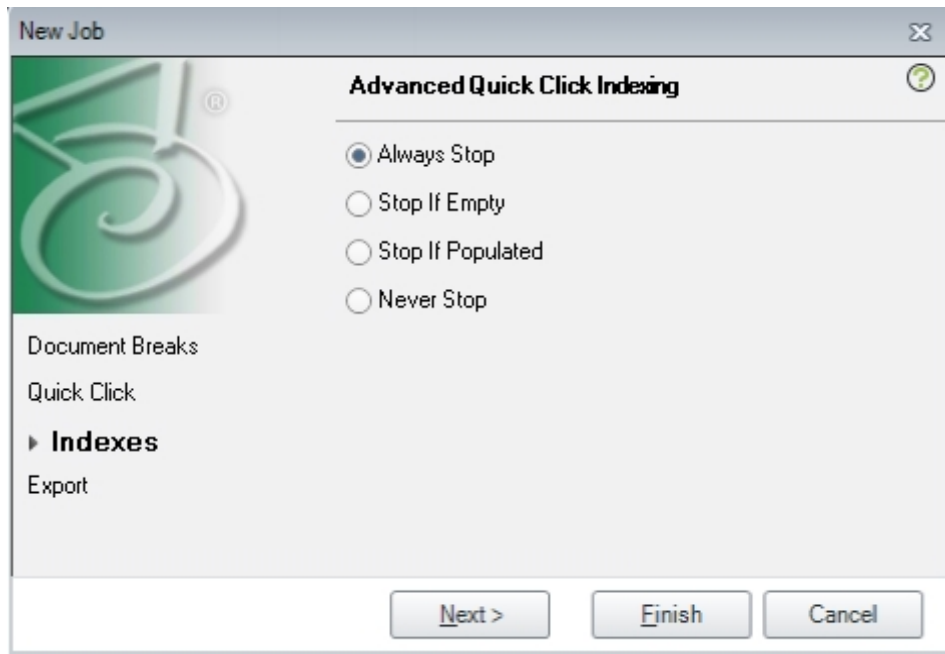 New Job
®
Advanced Quick Click Indexing
?
Always Stop
Stop If Empty
Stop If Populated
Never Stop
Document Breaks
Quick Click
Indexes
Export
Next >
Finish
Cancel